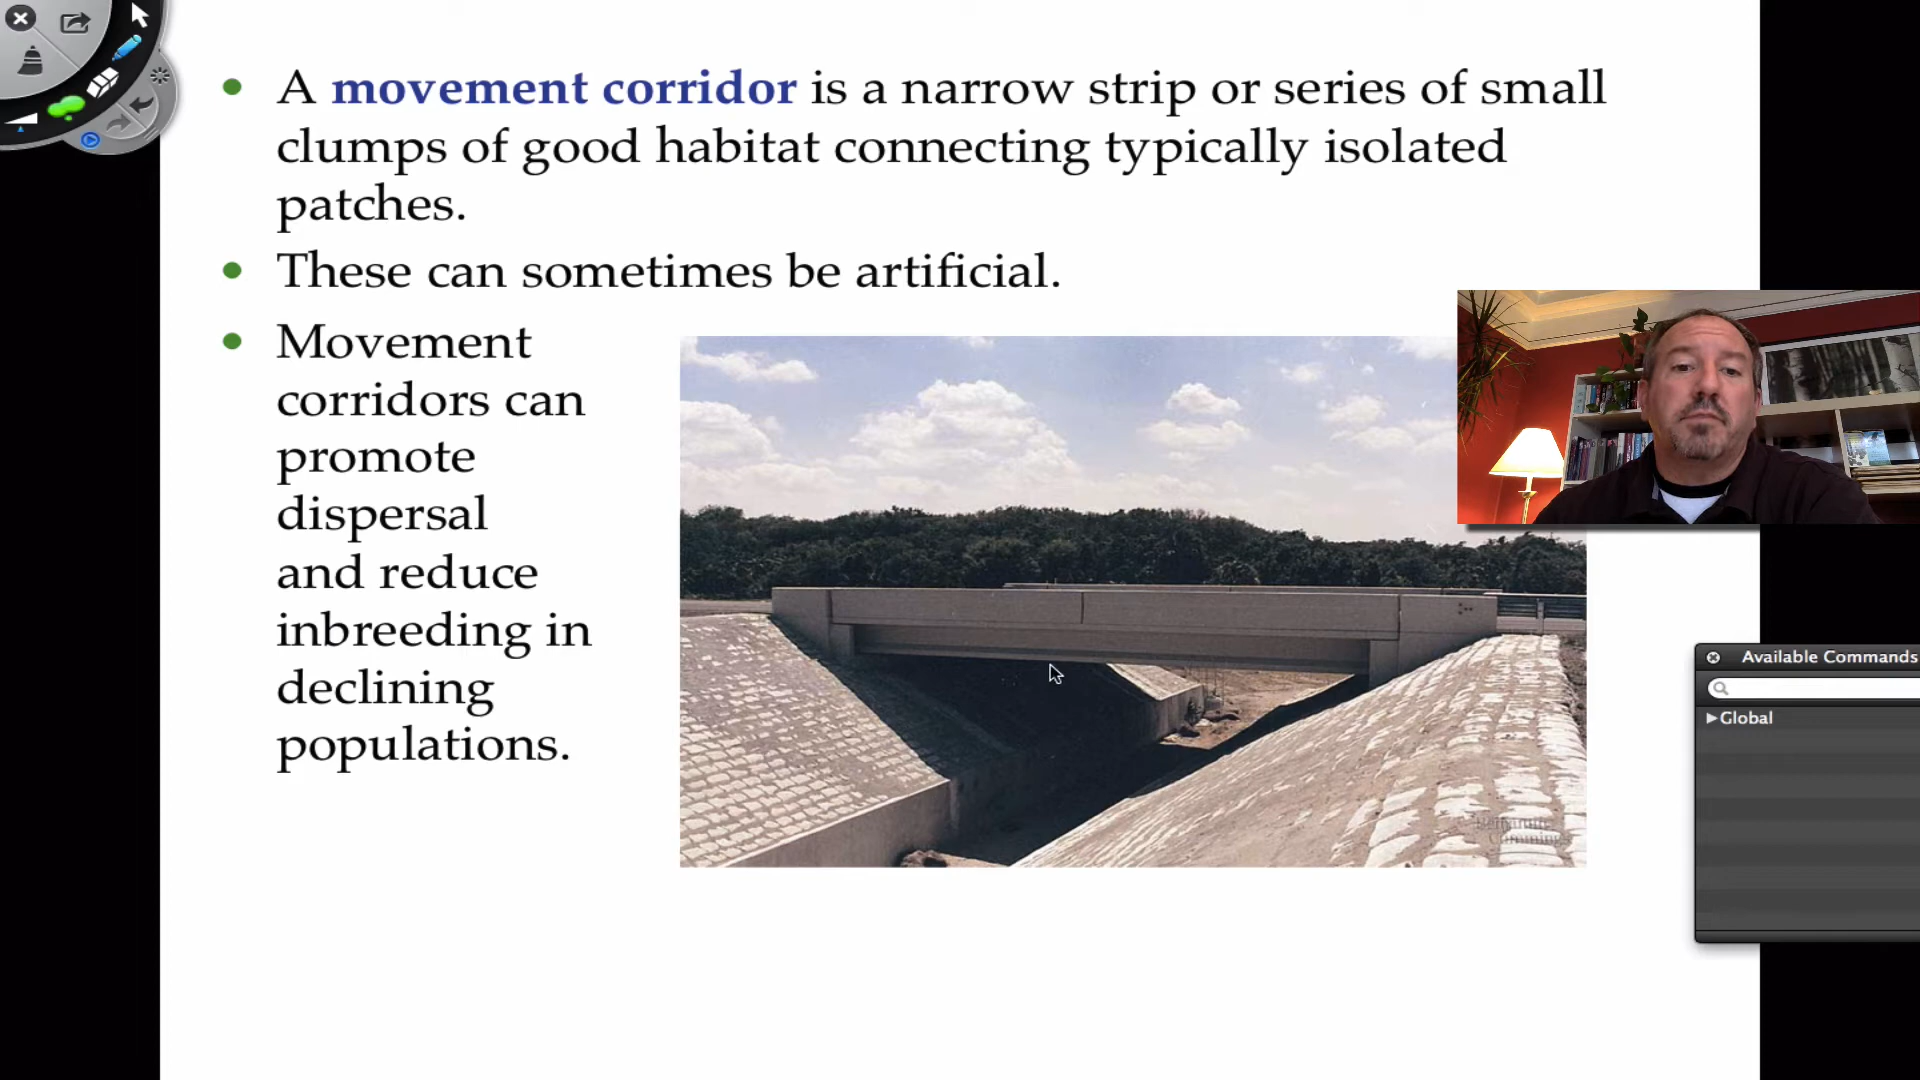 A movement corridor is a narrow strip or series of small
clumps of good habitat connecting typically isolated
patches.
These can sometimes be artificial.
Movement
corridors can
promote
dispersal
and reduce
inbreeding in
declining
populations.
Available Commands
Global